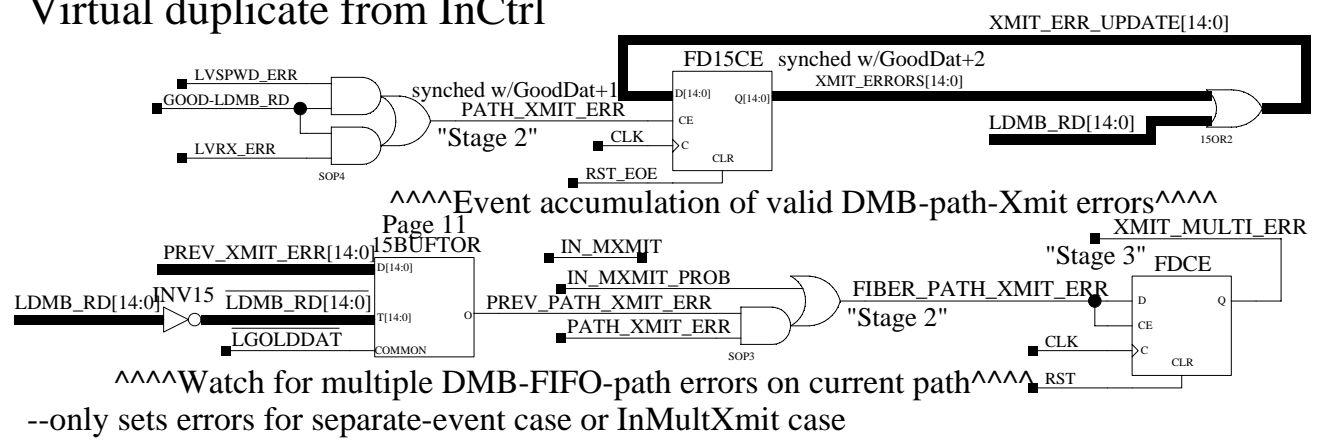 Virtual duplicate from InCtrl
XMIT_ERR_UPDATE[14:0]
FD15CE synched w/GoodDat+2
LVSPWD_ERR
XMIT_ERRORS[14:0]
synched w/GoodDat+1
D[14:0]
Q[14:0]
GOOD-LDMB_RD
PATH_XMIT_ERR
CE
LDMB_RD[14:0]
"Stage 2"
CLK
C
15OR2
LVRX_ERR
CLR
SOP4
RST_EOE
^^^^Event accumulation of valid DMB-path-Xmit errors^^^^
Page 11
XMIT_MULTI_ERR
15BUFTOR
IN_MXMIT
"Stage 3"
PREV_XMIT_ERR[14:0]
D[14:0]
FDCE
IN_MXMIT_PROB
FIBER_PATH_XMIT_ERR
LDMB_RD[14:0]
INV15
LDMB_RD[14:0]
PREV_PATH_XMIT_ERR
D
Q
T[14:0]
O
"Stage 2"
CE
PATH_XMIT_ERR
LGOLDDAT
COMMON
CLK
C
SOP3
CLR
^^^^Watch for multiple DMB-FIFO-path errors on current path^^^^
RST
--only sets errors for separate-event case or InMultXmit case